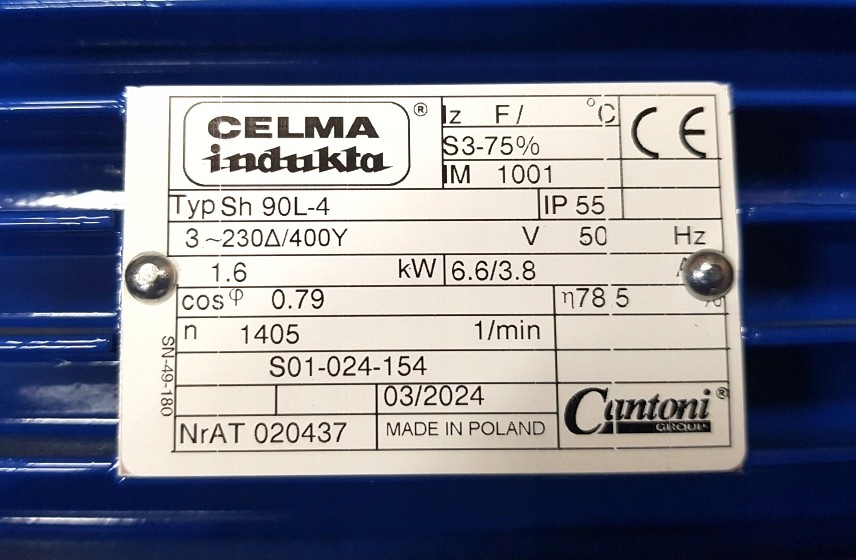 CELMA ®
indukta
Iz F/ °C
S3-75%
IM 1001
CE
Typ Sh 90L-4 IP 55
3~230Δ/400Y V 50 Hz
1.6 kW 6.6/3.8
cosφ 0.79 η78.5 %
n 1405 1/min
S01-024-154
03/2024
NrAT 020437 MADE IN POLAND
Cantoni ®
GROUP
SN-49-180